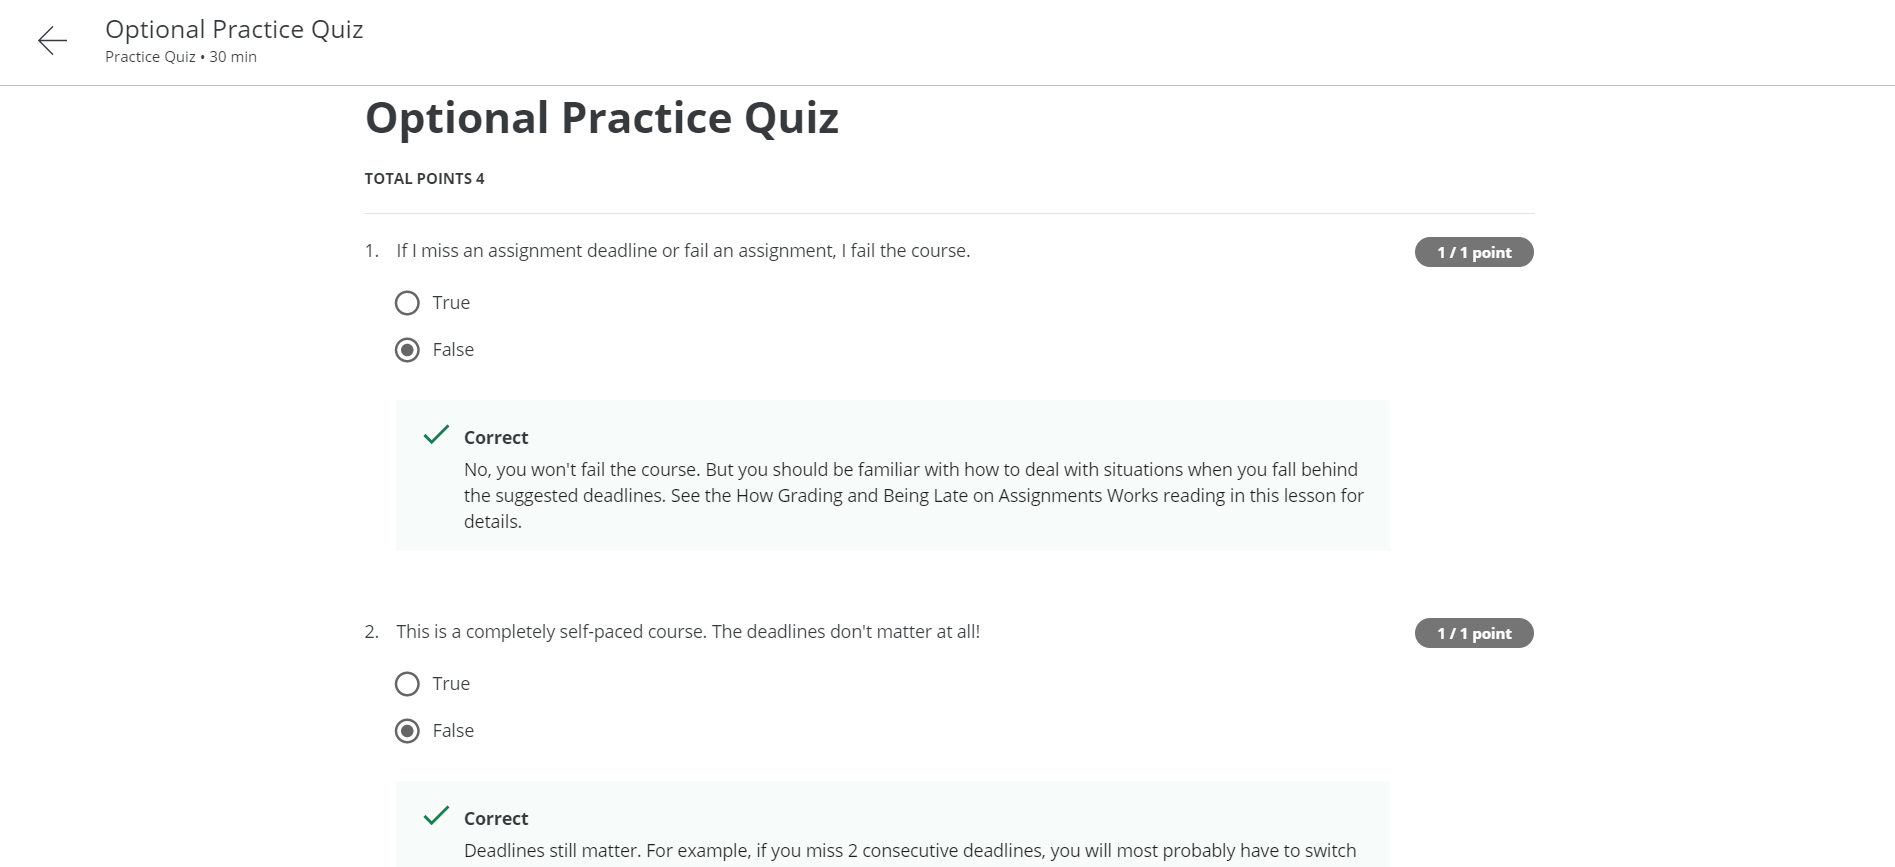 Optional Practice Quiz
Practice Quiz • 30 min
Optional Practice Quiz
TOTAL POINTS 4
1. If I miss an assignment deadline or fail an assignment, I fail the course.
1 / 1 point
True
False
Correct
No, you won't fail the course. But you should be familiar with how to deal with situations when you fall behind
the suggested deadlines. See the How Grading and Being Late on Assignments Works reading in this lesson for
details.
2. This is a completely self-paced course. The deadlines don't matter at all!
1 / 1 point
True
False
Correct
Deadlines still matter. For example, if you miss 2 consecutive deadlines, you will most probably have to switch